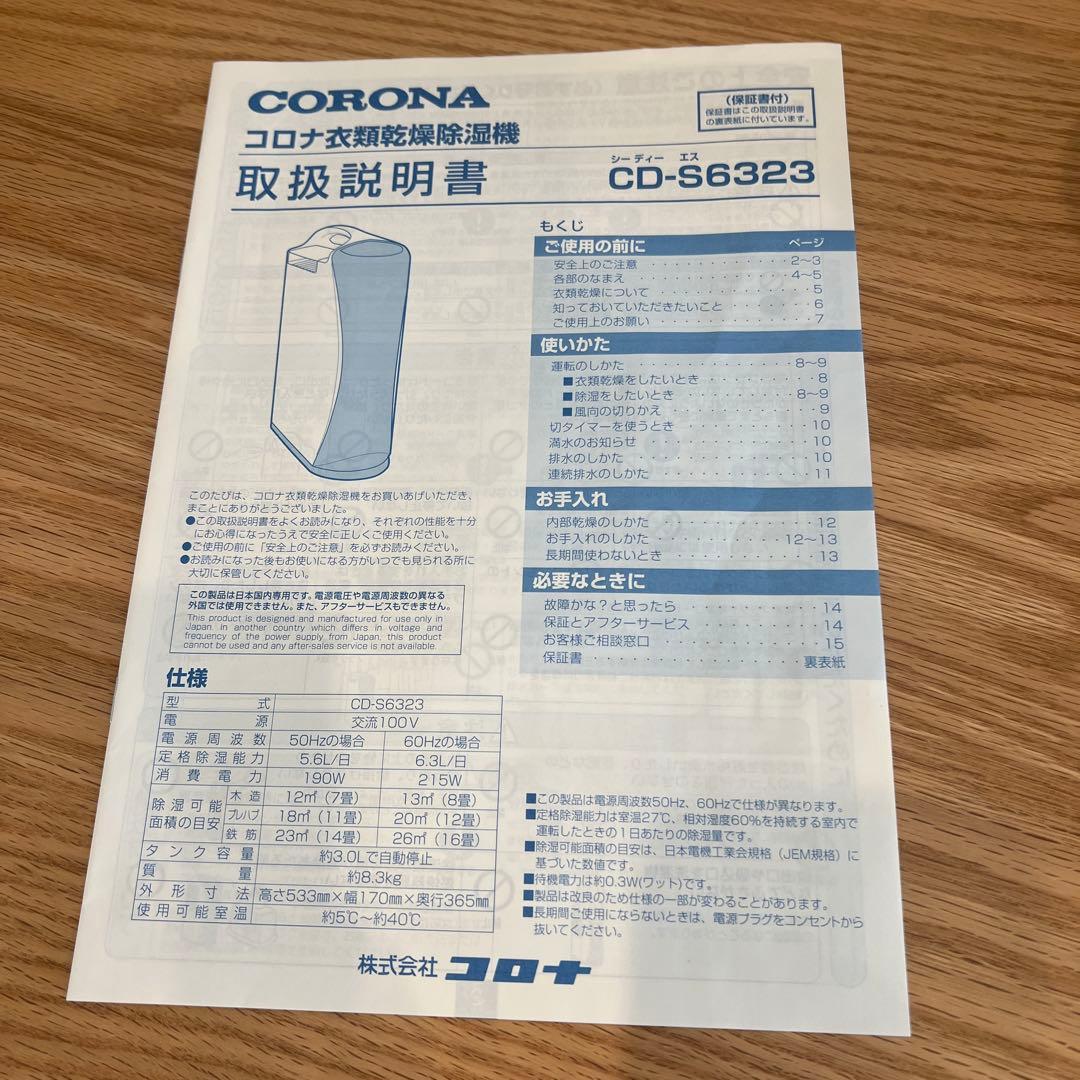 CORONA
コロナ衣類乾燥除湿機
取扱説明書
(保証書付)
保証書はこの取扱説明書
の裏表紙に付いています。
シーディー エス
CD-S6323
もくじ
ご使用の前に ページ
安全上のご注意 ・・・・・・・・・・ 2〜3
各部のなまえ ・・・・・・・・・・ 4〜5
衣類乾燥について ・・・・・・・・・・ 5
知っておいていただきたいこと ・・・・・・ 6
ご使用上のお願い ・・・・・・・・・・ 7
使いかた
運転のしかた ・・・・・・・・・・ 8〜9
■衣類乾燥をしたいとき ・・・・・・・・ 8
■除湿をしたいとき ・・・・・・・・ 8〜9
■風向の切りかえ ・・・・・・・・・・ 9
切タイマーを使うとき ・・・・・・・・ 10
満水のお知らせ ・・・・・・・・・・ 10
排水のしかた ・・・・・・・・・・ 10
連続排水のしかた ・・・・・・・・・・ 11
お手入れ
内部乾燥のしかた ・・・・・・・・・・ 12
お手入れのしかた ・・・・・・・・ 12〜13
長期間使わないとき ・・・・・・・・・・ 13
必要なときに
故障かな？と思ったら ・・・・・・・・ 14
保証とアフターサービス ・・・・・・・・ 14
お客様ご相談窓口 ・・・・・・・・・・ 15
保証書 ・・・・・・・・・・ 裏表紙
このたびは、コロナ衣類乾燥除湿機をお買いあげいただき、
まことにありがとうございました。
●この取扱説明書をよくお読みになり、それぞれの性能を十分
にお心得になったうえで安全に正しくご使用ください。
●ご使用の前に「安全上のご注意」を必ずお読みください。
●お読みになった後もお使いになる方がいつでも見られる所に
大切に保管してください。
この製品は日本国内専用です。電源電圧や電源周波数の異なる
外国では使用できません。また、アフターサービスもできません。
This product is designed and manufactured for use only in
Japan. In another country which differs in voltage and
frequency of the power supply from Japan, this product
cannot be used and any after-sales service is not available.
仕様
型式 CD-S6323
電源 交流100V
電源周波数 50Hzの場合 60Hzの場合
定格除湿能力 5.6L/日 6.3L/日
消費電力 190W 215W
除湿可能面積の目安 木造 12㎡（7畳） 13㎡（8畳）
プレハブ 18㎡（11畳） 20㎡（12畳）
鉄筋 23㎡（14畳） 26㎡（16畳）
タンク容量 約3.0Lで自動停止
質量 約8.3kg
外形寸法 高さ533mm×幅170mm×奥行365mm
使用可能室温 約5℃〜約40℃
■この製品は電源周波数50Hz、60Hzで仕様が異なります。
■定格除湿能力は室温27℃、相対湿度60%を持続する室内で
運転したときの1日あたりの除湿量です。
■除湿可能面積の目安は、日本電機工業会規格（JEM規格）に
基づいた数値です。
■待機電力は約0.3W(ワット)です。
■製品は改良のため仕様の一部が変わることがあります。
■長期間ご使用にならないときは、電源プラグをコンセントから
抜いてください。
株式会社 コロナ